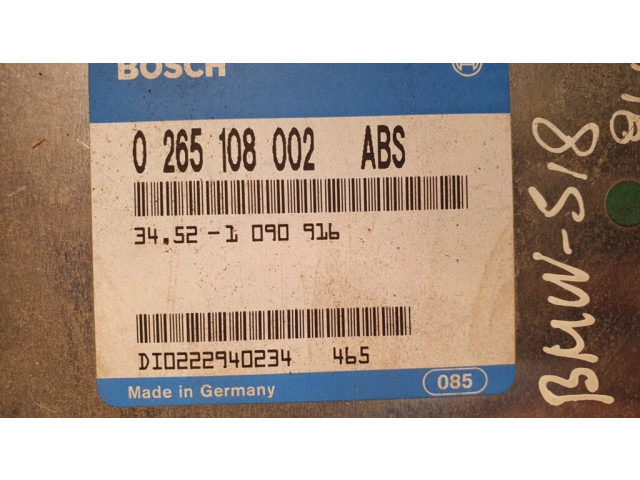 BOSCH
0 265 108 002 ABS
34.52 -1 090 916
DI0222940234 465
Made in Germany 085
BMW-518